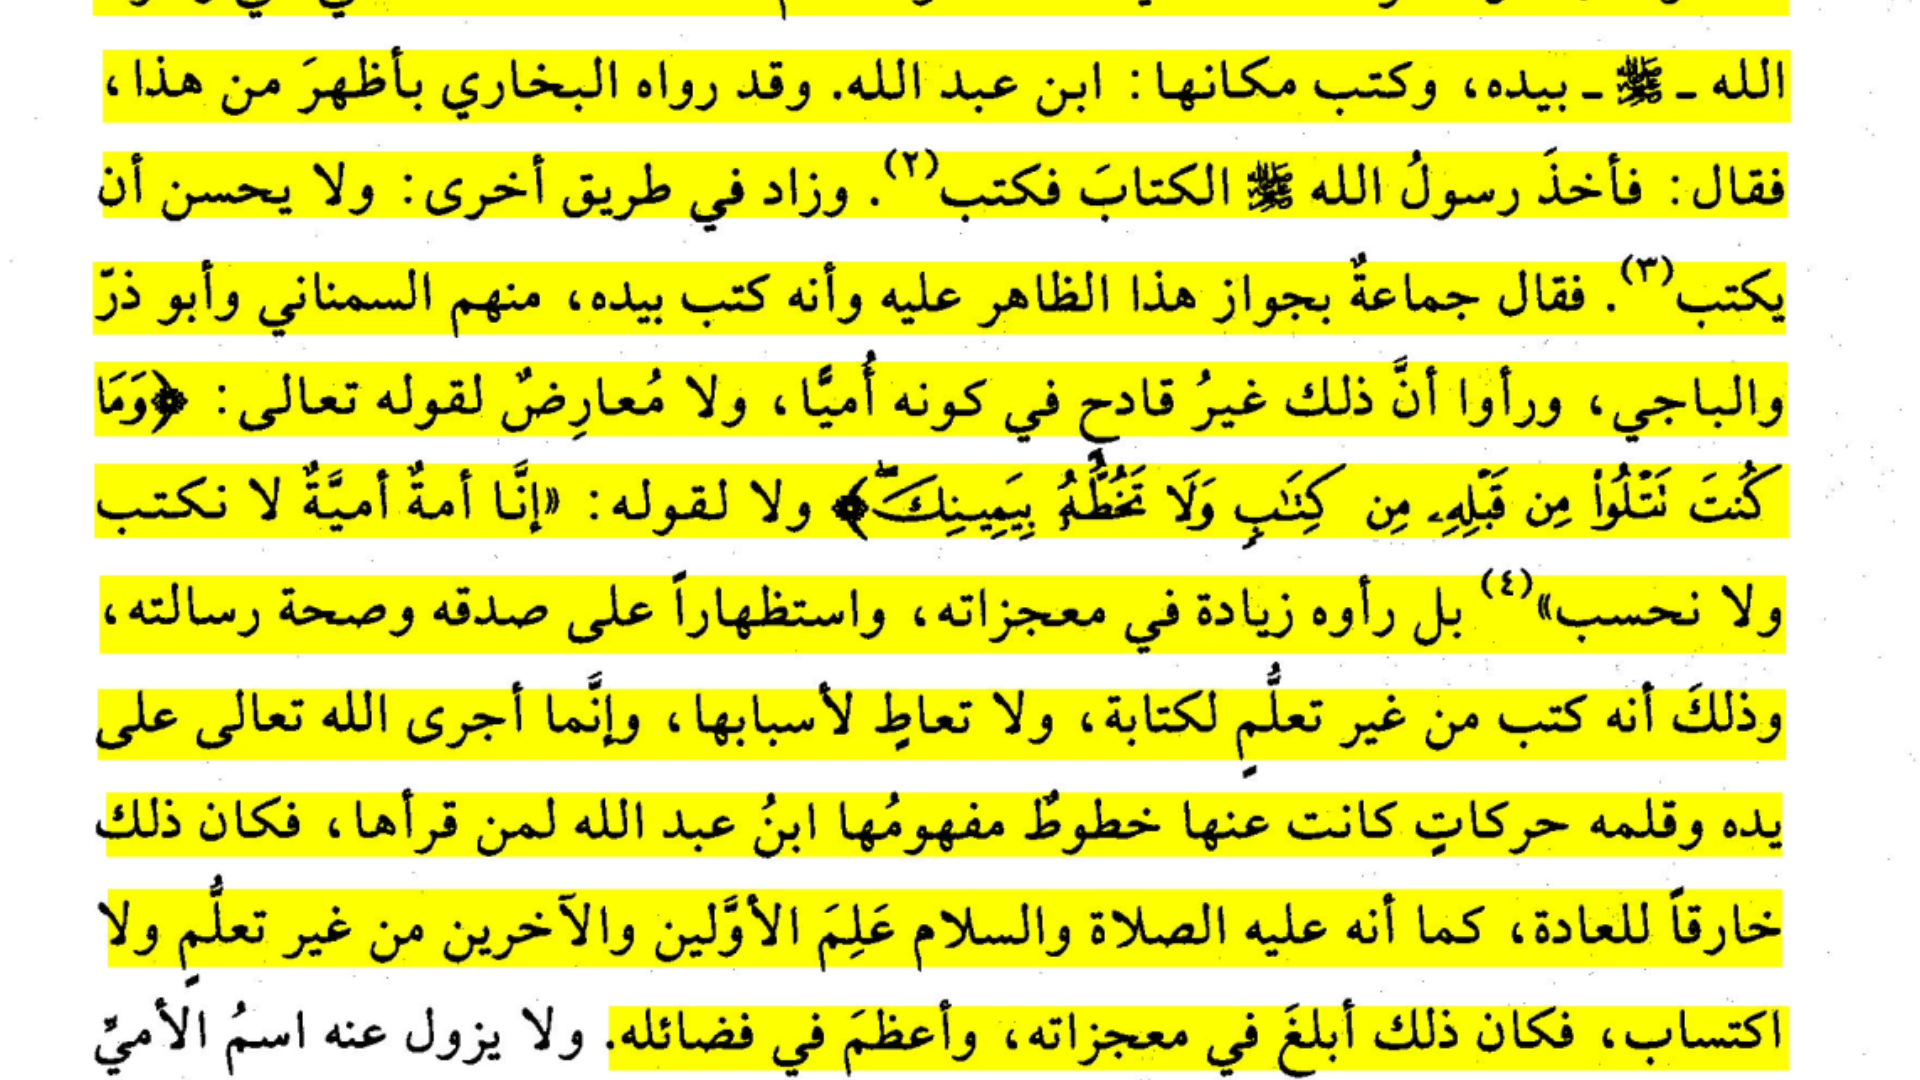 الله ـ ﷺ ـ بيده، وكتب مكانها: ابن عبد الله. وقد رواه البخاري بأظهرَ من هذا،
فقال: فأخذَ رسولُ الله ﷺ الكتابَ فكتب(٢). وزاد في طريق أخرى: ولا يحسن أن
يكتب(٣). فقال جماعةٌ بجواز هذا الظاهر عليه وأنه كتب بيده، منهم السمناني وأبو ذرّ
والباجي، ورأوا أنَّ ذلك غيرُ قادحٍ في كونه أُميًّا، ولا مُعارِضٌ لقوله تعالى: ﴿وَمَا
كُنتَ تَتْلُواْ مِن قَبْلِهِۦ مِن كِتَٰبٍ وَلَا تَخُطُّهُۥ بِيَمِينِكَۖ﴾ ولا لقوله: «إنَّا أمةٌ أميَّةٌ لا نكتب
ولا نحسب»(٤) بل رأوه زيادة في معجزاته، واستظهاراً على صدقه وصحة رسالته،
وذلكَ أنه كتب من غير تعلُّمٍ لكتابة، ولا تعاطٍ لأسبابها، وإنَّما أجرى الله تعالى على
يده وقلمه حركاتٍ كانت عنها خطوطٌ مفهومُها ابنُ عبد الله لمن قرأها، فكان ذلك
خارقاً للعادة، كما أنه عليه الصلاة والسلام عَلِمَ الأوَّلين والآخرين من غير تعلُّمٍ ولا
اكتساب، فكان ذلك أبلغَ في معجزاته، وأعظمَ في فضائله. ولا يزول عنه اسمُ الأميِّ